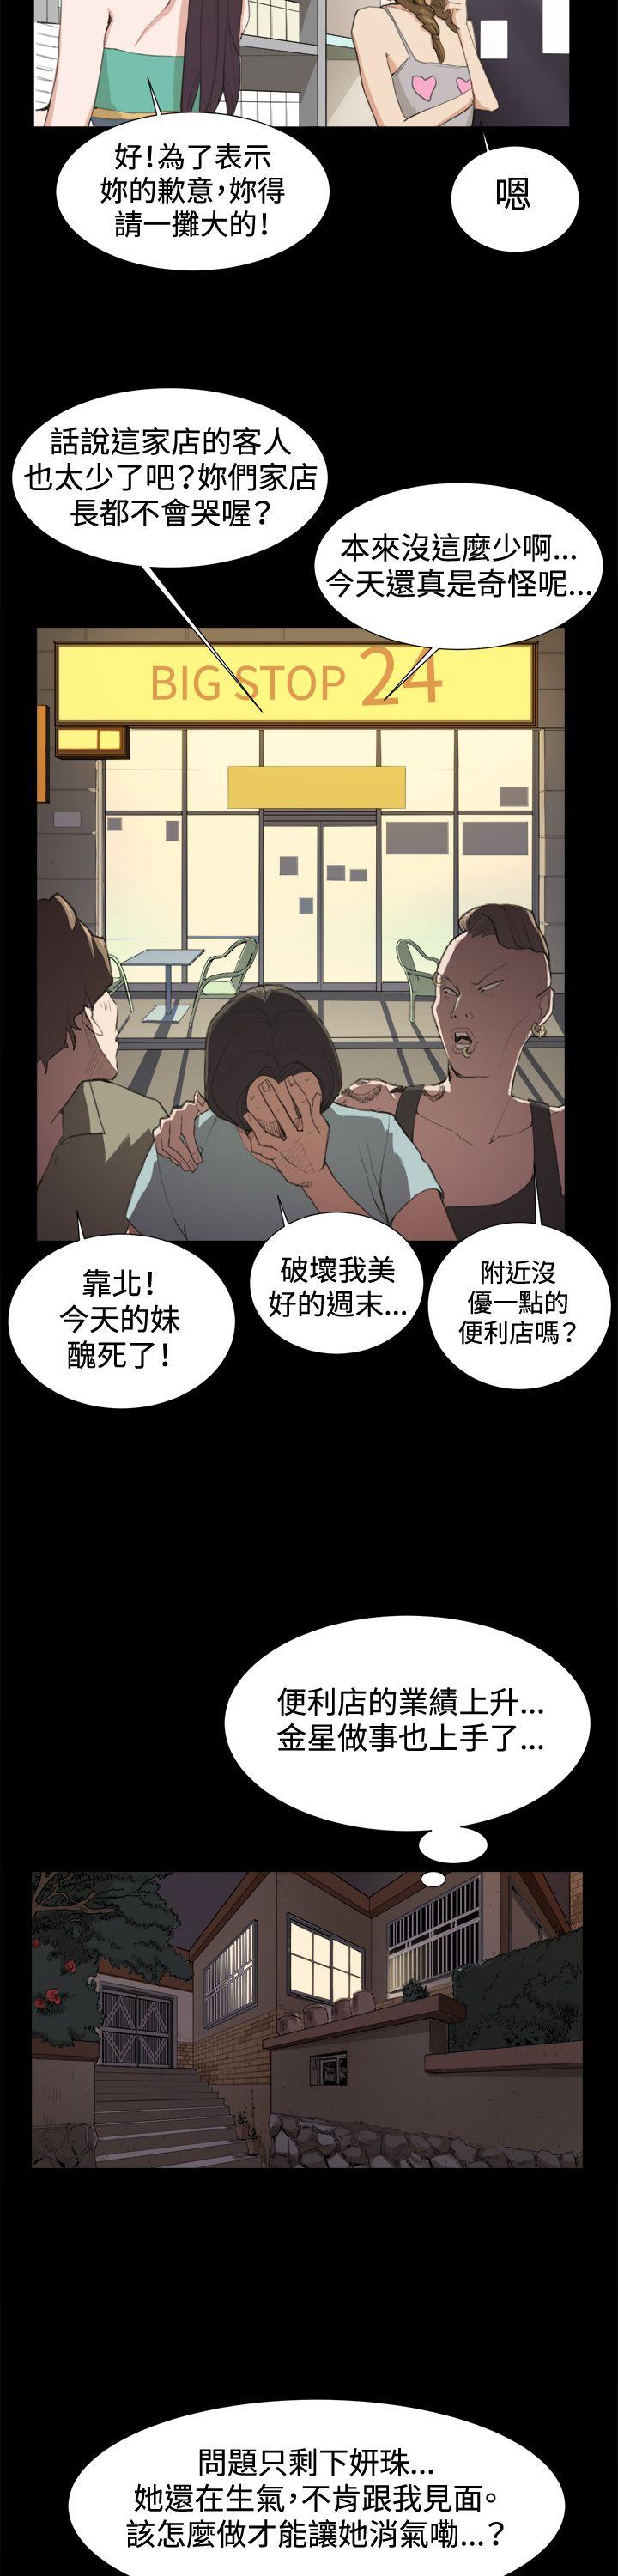 好！為了表示
妳的歉意，妳得
請一攤大的！
嗯
話說這家店的客人
也太少了吧？妳們家店
長都不會哭喔？
本來沒這麼少啊...
今天還真是奇怪呢...
BIG STOP 24
靠北！
今天的妹
醜死了！
破壞我美
好的週末...
附近沒
優一點的
便利店嗎？
便利店的業績上升...
金星做事也上手了...
問題只剩下妍珠...
她還在生氣，不肯跟我見面。
該怎麼做才能讓她消氣嘞...？